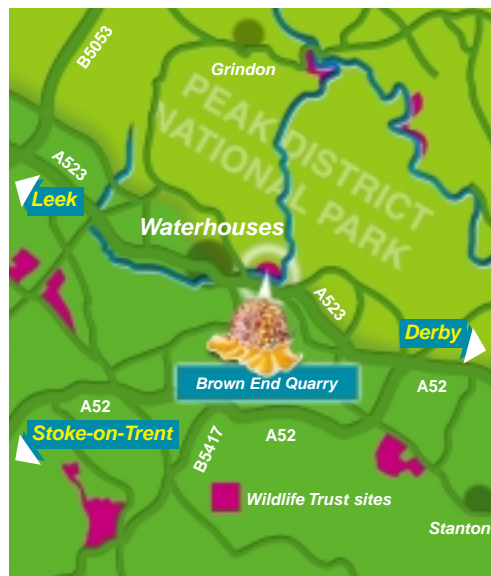 B5053
Grindon
PEAK DISTRICT
NATIONAL PARK
A523
Leek
Waterhouses
A523
Derby
Brown End Quarry
A52
A52
Stoke-on-Trent
A52
B5417
Wildlife Trust sites
Stanton